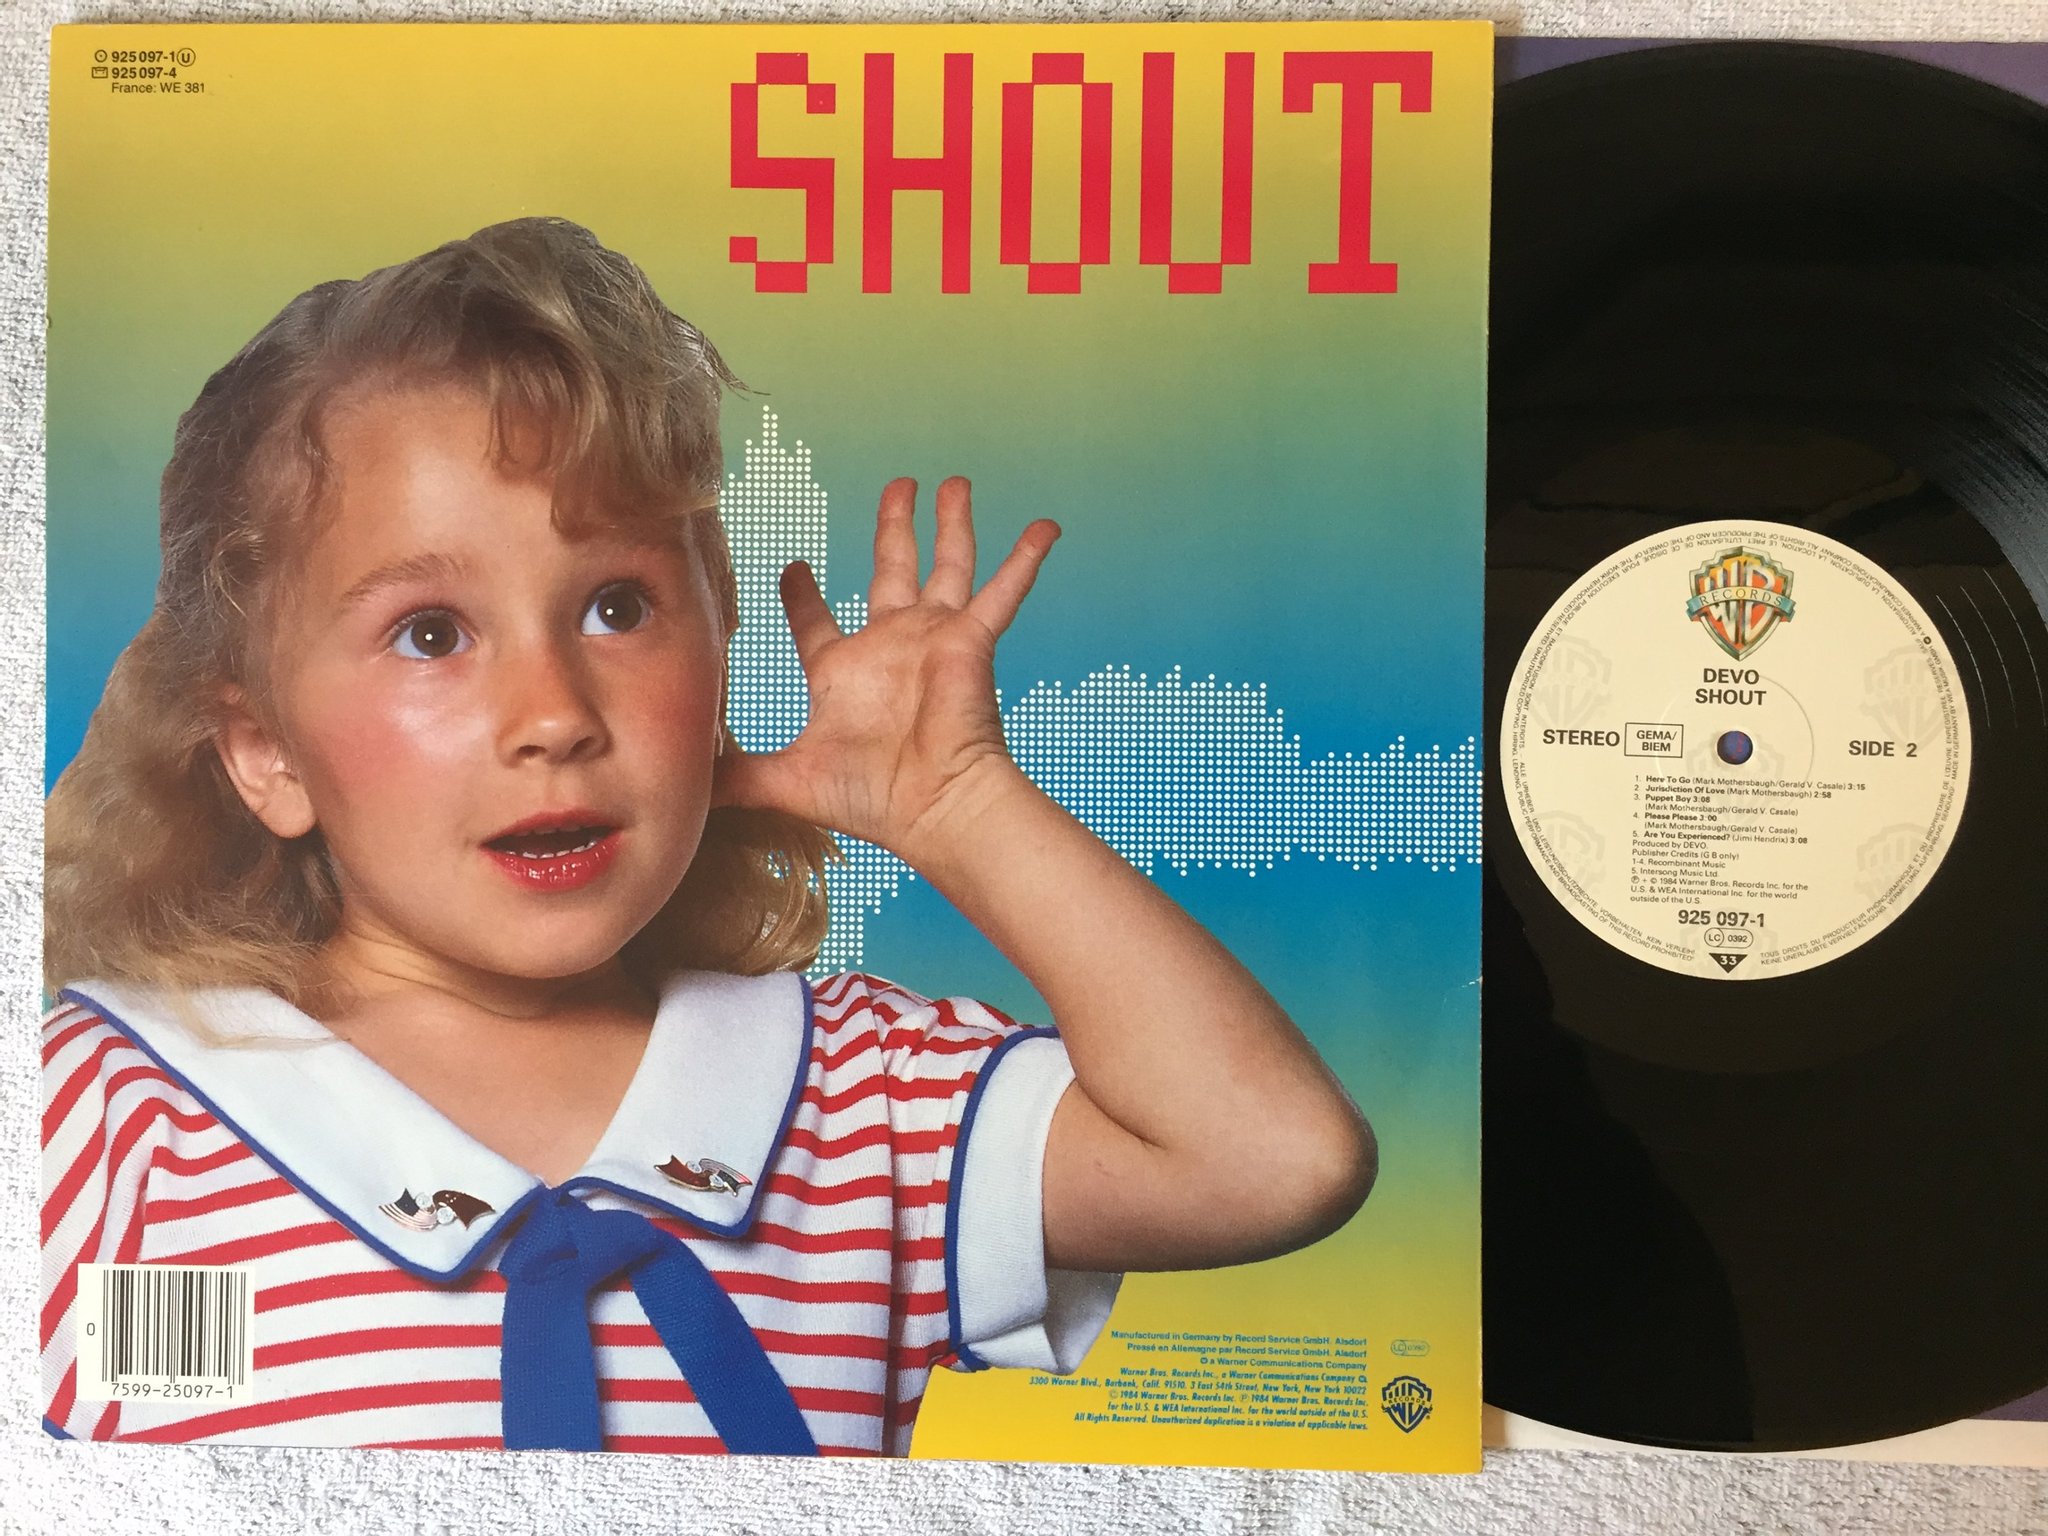 925 097-1 U
925 097-4
France: WE 381
SHOUT
0
7599-25097-1
Manufactured in Germany by Record Service GmbH. Alsdorf
Pressé en Allemagne par Record Service GmbH. Alsdorf
LC 0392
a Warner Communications Company
Warner Bros. Records Inc., a Warner Communications Company
3300 Warner Blvd., Burbank, Calif. 91510. 3 East 54th Street, New York, New York 10022
© 1984 Warner Bros. Records Inc. ℗ 1984 Warner Bros. Records Inc.
for the U.S. & WEA International Inc. for the world outside of the U.S.
All Rights Reserved. Unauthorized duplication is a violation of applicable laws.
RECORDS
RECORDS
DEVO
SHOUT
STEREO
GEMA/
BIEM
SIDE 2
1. Here To Go (Mark Mothersbaugh/Gerald V. Casale) 3:15
2. Jurisdiction Of Love (Mark Mothersbaugh) 2:58
3. Puppet Boy 3:08
(Mark Mothersbaugh/Gerald V. Casale)
4. Please Please 3:00
(Mark Mothersbaugh/Gerald V. Casale)
5. Are You Experienced? (Jimi Hendrix) 3:08
Produced by DEVO.
Publisher Credits (G B only)
1-4. Recombinant Music
5. Intersong Music Ltd.
℗ + © 1984 Warner Bros. Records Inc. for the
U.S. & WEA International Inc. for the world
outside of the U.S.
925 097-1
LC 0392
33